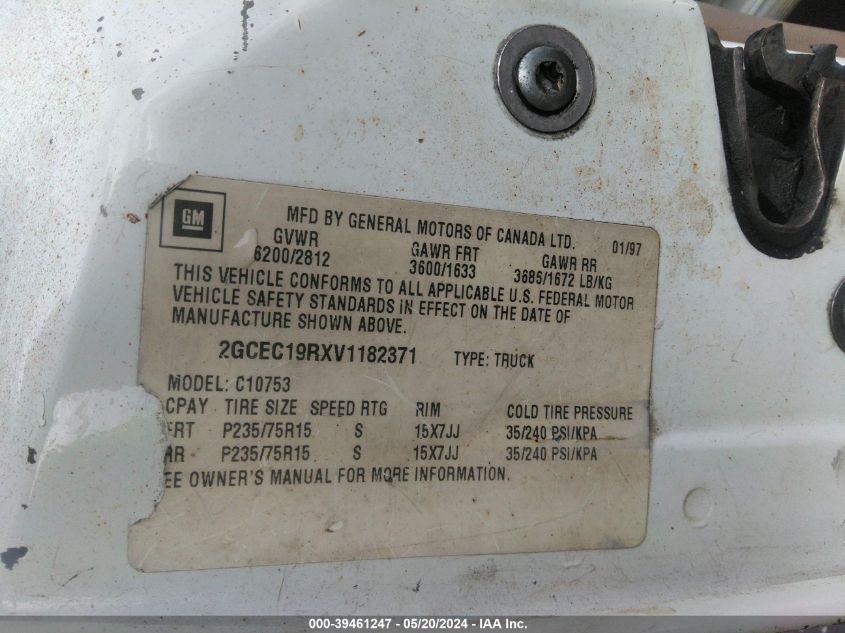 GM
MFD BY GENERAL MOTORS OF CANADA LTD. 01/97
GVWR GAWR FRT GAWR RR
6200/2812 3600/1633 3685/1672 LB/KG
THIS VEHICLE CONFORMS TO ALL APPLICABLE U.S. FEDERAL MOTOR
VEHICLE SAFETY STANDARDS IN EFFECT ON THE DATE OF
MANUFACTURE SHOWN ABOVE.
2GCEC19RXV1182371 TYPE: TRUCK
MODEL: C10753
CPAY TIRE SIZE SPEED RTG RIM COLD TIRE PRESSURE
FRT P235/75R15 S 15X7JJ 35/240 PSI/KPA
RR P235/75R15 S 15X7JJ 35/240 PSI/KPA
EE OWNER'S MANUAL FOR MORE INFORMATION.
000-39461247 - 05/20/2024 - IAA Inc.